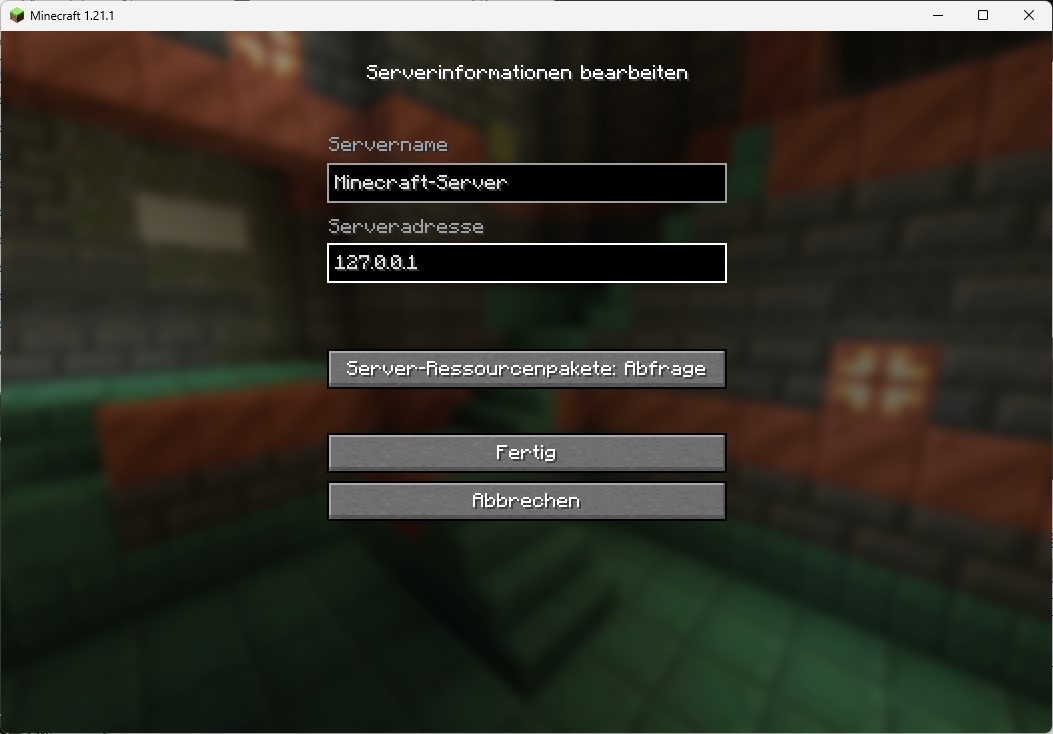 Minecraft 1.21.1
Serverinformationen bearbeiten
Servername
Minecraft-Server
Serveradresse
127.0.0.1
Server-Ressourcenpakete: Abfrage
Fertig
Abbrechen